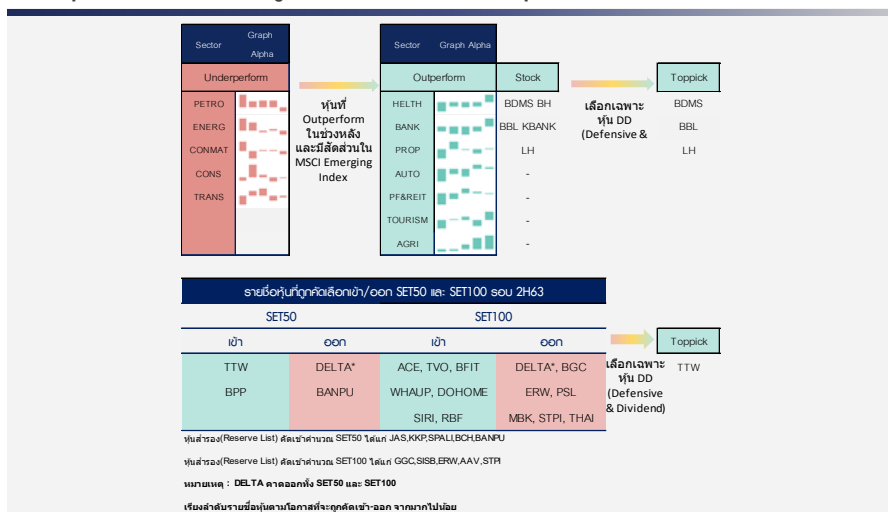 Sector Graph Alpha Sector Graph Alpha
Underperform Outperform Stock Toppick
PETRO HELTH BDMS BH BDMS
ENERG BANK BBL KBANK BBL
CONMAT PROP LH LH
CONS AUTO -
TRANS PF&REIT -
TOURISM -
AGRI -
หุ้นที่
Outperform
ในช่วงหลัง
และมีสัดส่วนใน
MSCI Emerging
Index
เลือกเฉพาะ
หุ้น DD
(Defensive &
รายชื่อหุ้นที่ถูกคัดเลือกเข้า/ออก SET50 และ SET100 รอบ 2H63
SET50 SET100
เข้า ออก เข้า ออก Toppick
TTW DELTA* ACE, TVO, BFIT DELTA*, BGC TTW
BPP BANPU WHAUP, DOHOME ERW, PSL
SIRI, RBF MBK, STPI, THAI
เลือกเฉพาะ
หุ้น DD
(Defensive
& Dividend)
หุ้นสำรอง(Reserve List) คัดเข้าคำนวณ SET50 ได้แก่ JAS,KKP,SPALI,BCH,BANPU
หุ้นสำรอง(Reserve List) คัดเข้าคำนวณ SET100 ได้แก่ GGC,SISB,ERW,AAV,STPI
หมายเหตุ : DELTA คาดออกทั้ง SET50 และ SET100
เรียงลำดับรายชื่อหุ้นตามโอกาสที่จะถูกคัดเข้า-ออก จากมากไปน้อย